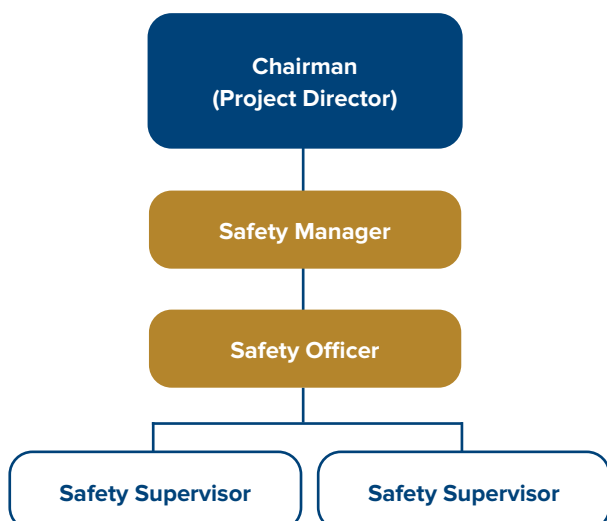 Chairman
(Project Director)
Safety Manager
Safety Officer
Safety Supervisor
Safety Supervisor